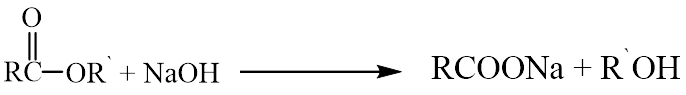 O
RC—OR` + NaOH ⟶ RCOONa + R`OH